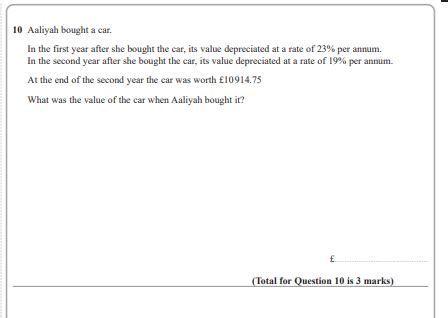 10 Aaliyah bought a car.
In the first year after she bought the car, its value depreciated at a rate of 23% per annum.
In the second year after she bought the car, its value depreciated at a rate of 19% per annum.
At the end of the second year the car was worth £10914.75
What was the value of the car when Aaliyah bought it?
£
(Total for Question 10 is 3 marks)